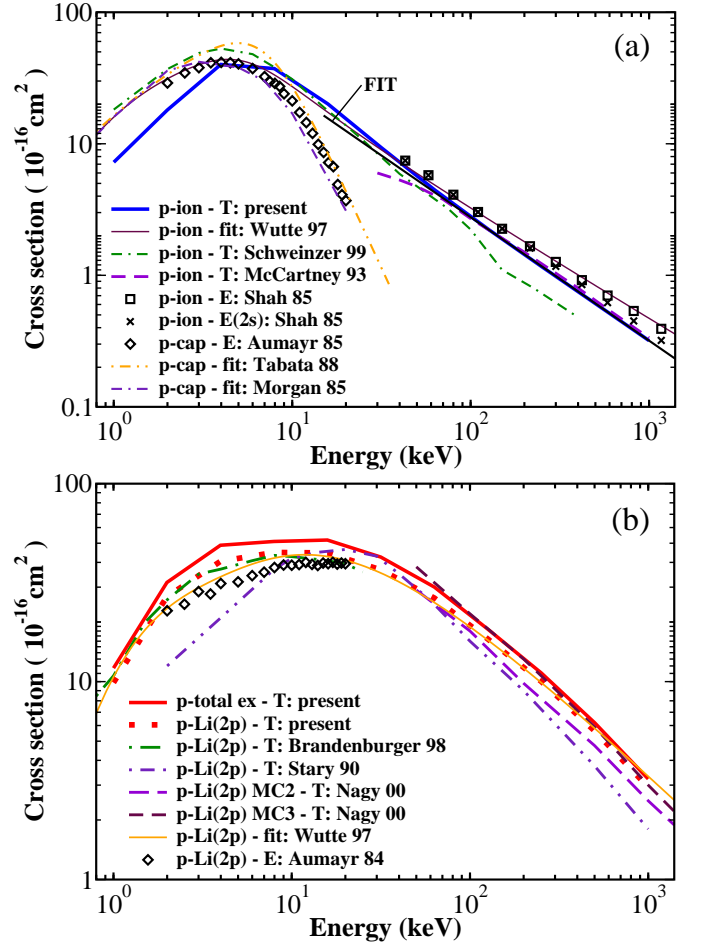 100
10
1
0.1
Cross section ( 10^-16 cm^2 )
(a)
FIT
p-ion - T: present
p-ion - fit: Wutte 97
p-ion - T: Schweinzer 99
p-ion - T: McCartney 93
p-ion - E: Shah 85
p-ion - E(2s): Shah 85
p-cap - E: Aumayr 85
p-cap - fit: Tabata 88
p-cap - fit: Morgan 85
10^0 10^1 10^2 10^3
Energy (keV)
100
10
1
Cross section ( 10^-16 cm^2 )
(b)
p-total ex - T: present
p-Li(2p) - T: present
p-Li(2p) - T: Brandenburger 98
p-Li(2p) - T: Stary 90
p-Li(2p) MC2 - T: Nagy 00
p-Li(2p) MC3 - T: Nagy 00
p-Li(2p) - fit: Wutte 97
p-Li(2p) - E: Aumayr 84
10^0 10^1 10^2 10^3
Energy (keV)